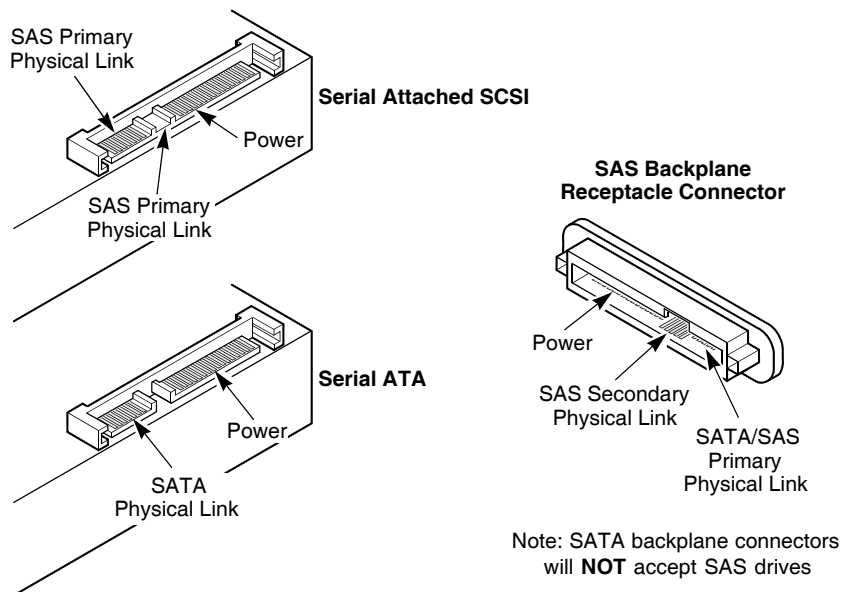 SAS Primary
Physical Link
Serial Attached SCSI
Power
SAS Primary
Physical Link
Serial ATA
Power
SATA
Physical Link
SAS Backplane
Receptacle Connector
Power
SAS Secondary
Physical Link
SATA/SAS
Primary
Physical Link
Note: SATA backplane connectors
will NOT accept SAS drives